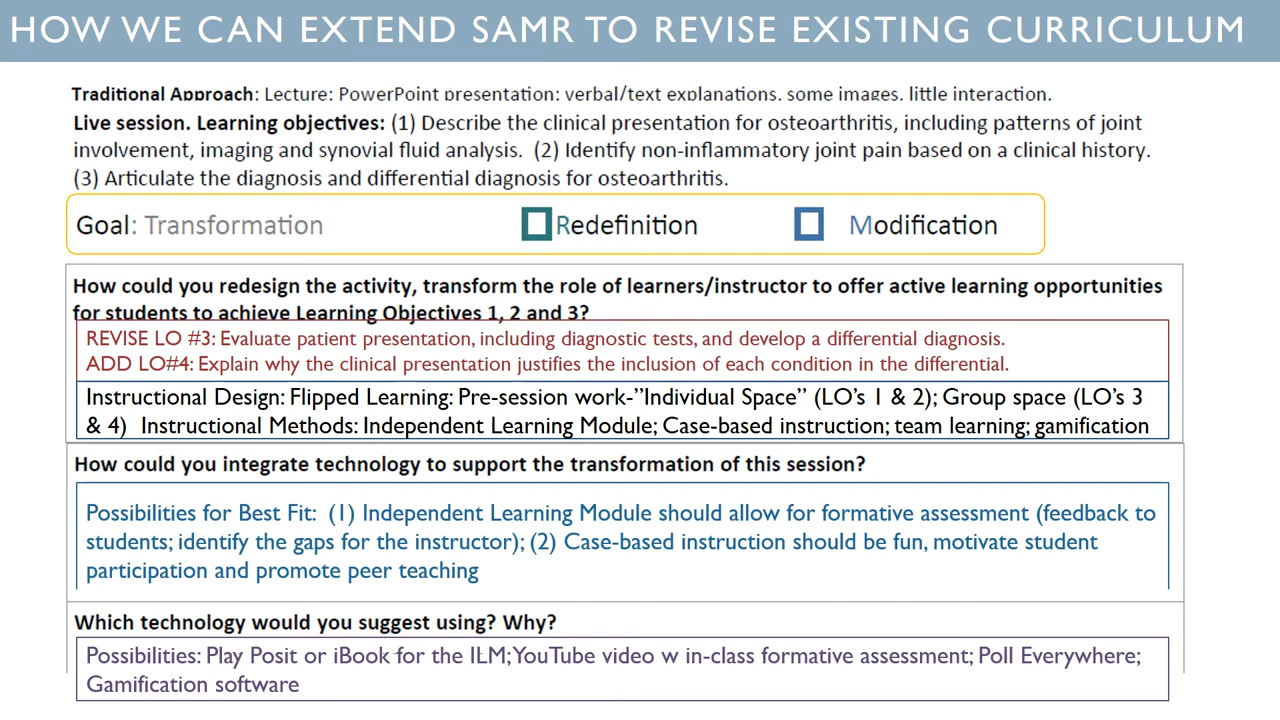 HOW WE CAN EXTEND SAMR TO REVISE EXISTING CURRICULUM
Traditional Approach: Lecture: PowerPoint presentation: verbal/text explanations, some images, little interaction.
Live session. Learning objectives: (1) Describe the clinical presentation for osteoarthritis, including patterns of joint
involvement, imaging and synovial fluid analysis. (2) Identify non-inflammatory joint pain based on a clinical history.
(3) Articulate the diagnosis and differential diagnosis for osteoarthritis.
Goal: Transformation Redefinition Modification
How could you redesign the activity, transform the role of learners/instructor to offer active learning opportunities
for students to achieve Learning Objectives 1, 2 and 3?
REVISE LO #3: Evaluate patient presentation, including diagnostic tests, and develop a differential diagnosis.
ADD LO#4: Explain why the clinical presentation justifies the inclusion of each condition in the differential.
Instructional Design: Flipped Learning: Pre-session work-”Individual Space” (LO’s 1 & 2); Group space (LO’s 3
& 4) Instructional Methods: Independent Learning Module; Case-based instruction; team learning; gamification
How could you integrate technology to support the transformation of this session?
Possibilities for Best Fit: (1) Independent Learning Module should allow for formative assessment (feedback to
students; identify the gaps for the instructor); (2) Case-based instruction should be fun, motivate student
participation and promote peer teaching
Which technology would you suggest using? Why?
Possibilities: Play Posit or iBook for the ILM; YouTube video w in-class formative assessment; Poll Everywhere;
Gamification software